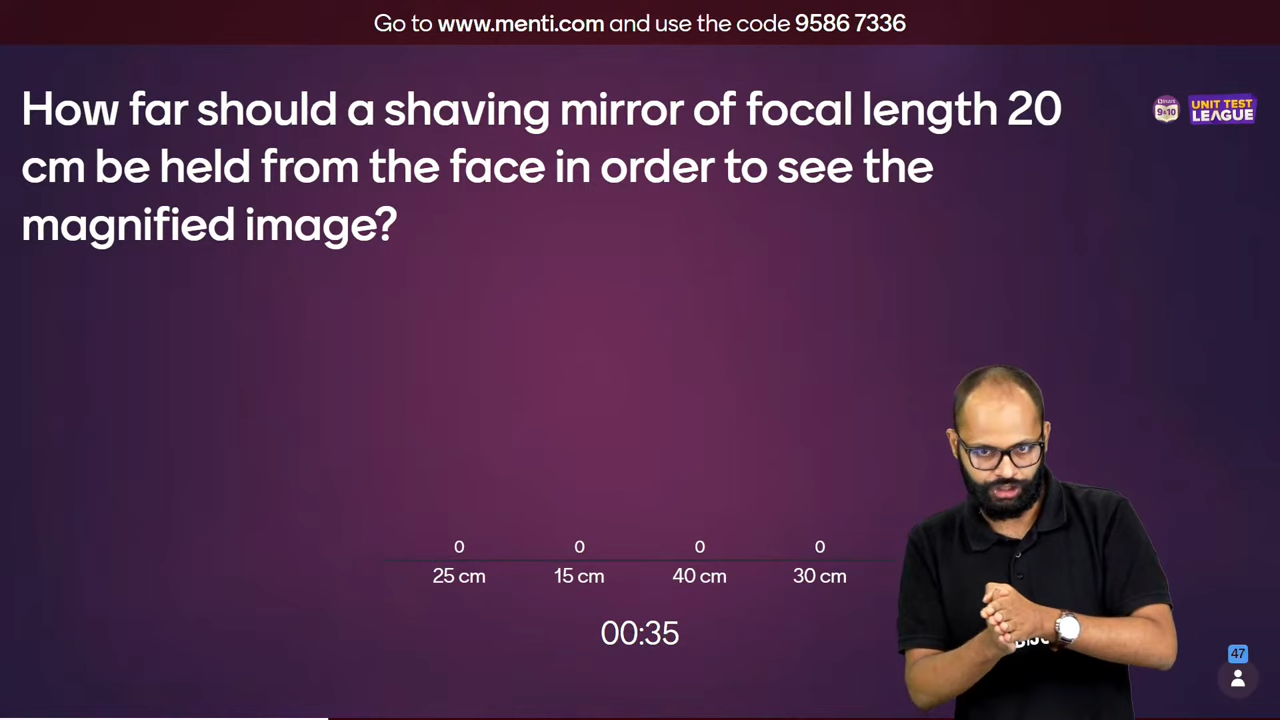 Go to www.menti.com and use the code 9586 7336
How far should a shaving mirror of focal length 20
cm be held from the face in order to see the
magnified image?
UNIT TEST
LEAGUE
9&10
0 0 0 0
25 cm 15 cm 40 cm 30 cm
00:35
47